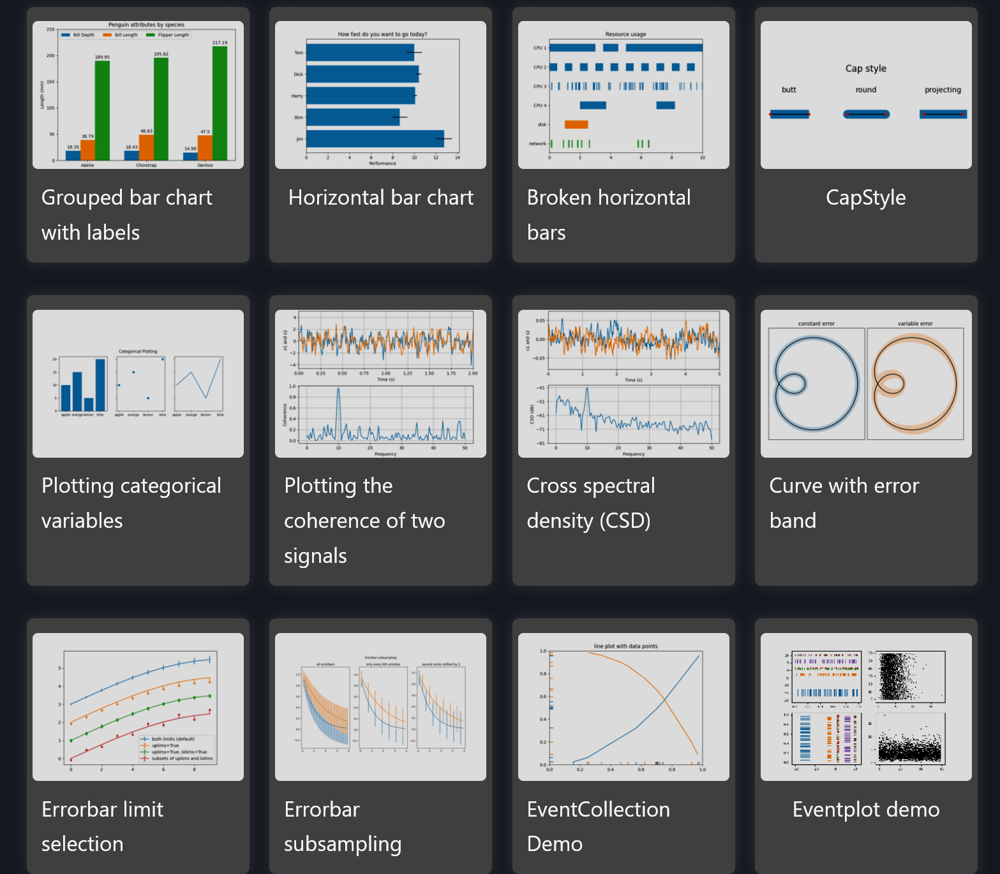 Penguin attributes by species
Bill Depth Bill Length Flipper Length
Length (mm)
250
200
150
100
50
0
18.35 38.79 189.95
18.43 48.83 195.82
14.98 47.5 217.19
Adelie Chinstrap Gentoo
Grouped bar chart
with labels
How fast do you want to go today?
Tom
Dick
Harry
Slim
Jim
0 2 4 6 8 10 12 14
Performance
Horizontal bar chart
Resource usage
CPU 1
CPU 2
CPU 3
CPU 4
disk
network
0 2 4 6 8 10
Broken horizontal
bars
Cap style
butt round projecting
CapStyle
Categorical Plotting
20
15
10
5
0
apple orange lemon lime
apple orange lemon lime
apple orange lemon lime
Plotting categorical
variables
s1 and s2
4
2
0
−2
−4
0.00 0.25 0.50 0.75 1.00 1.25 1.50 1.75 2.00
Time (s)
Coherence
1.0
0.8
0.6
0.4
0.2
0.0
0 10 20 30 40 50
Frequency
Plotting the
coherence of two
signals
s1 and s2
0.05
0.00
−0.05
0 1 2 3 4 5
Time (s)
CSD (dB)
−41
−51
−61
−71
−81
0 10 20 30 40 50
Frequency
Cross spectral
density (CSD)
constant error variable error
Curve with error
band
5
4
3
2
1
0
both limits (default)
uplims=True
uplims=True, lolims=True
subsets of uplims and lolims
0 2 4 6 8
Errorbar limit
selection
Errorbar subsampling
all errorbars only every 6th errorbar second series shifted by 3
Errorbar
subsampling
line plot with data points
1.0
0.8
0.6
0.4
0.2
0.0
0.0 0.2 0.4 0.6 0.8 1.0
EventCollection
Demo
Eventplot demo